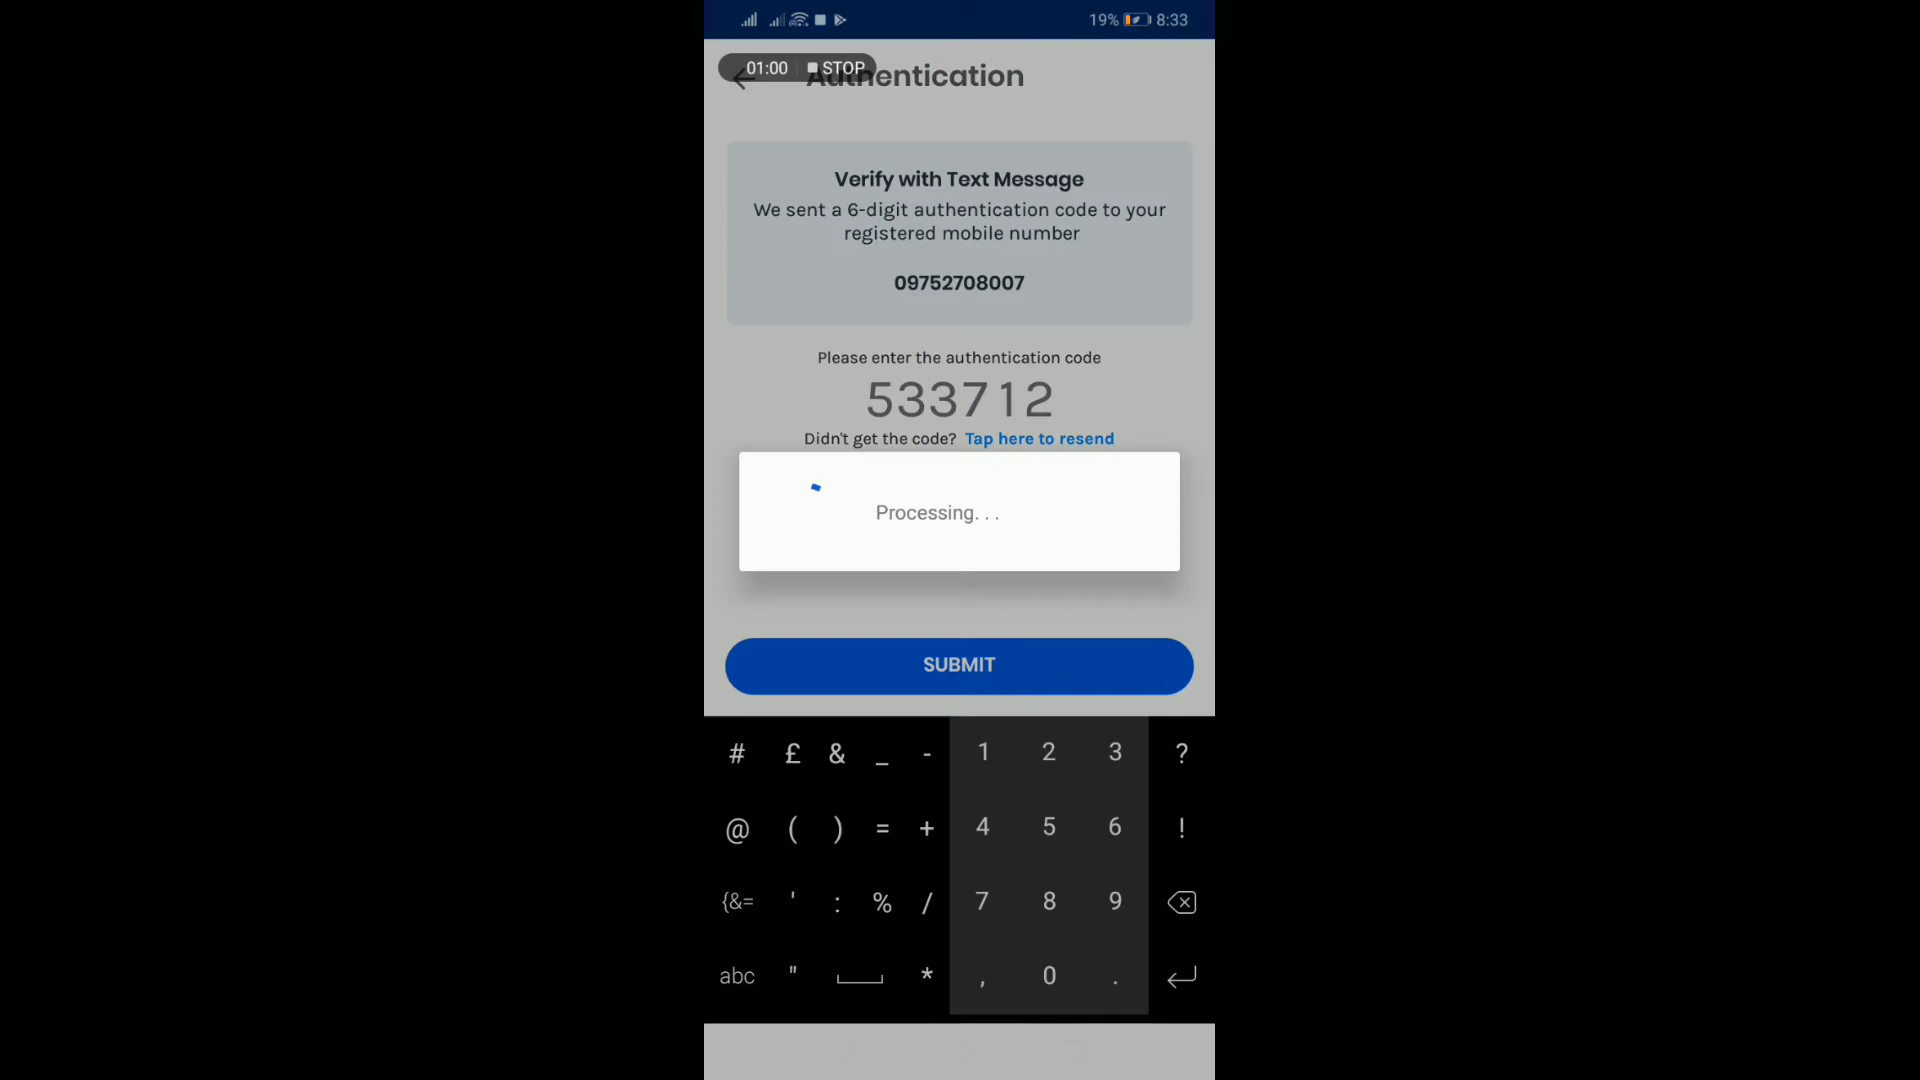 19% 8:33
01:00 STOP
Authentication
Verify with Text Message
We sent a 6-digit authentication code to your
registered mobile number
09752708007
Please enter the authentication code
533712
Didn't get the code? Tap here to resend
Processing. . .
SUBMIT
# £ & _ - 1 2 3 ?
@ ( ) = + 4 5 6 !
{&= ' : % / 7 8 9
abc " * , 0 .